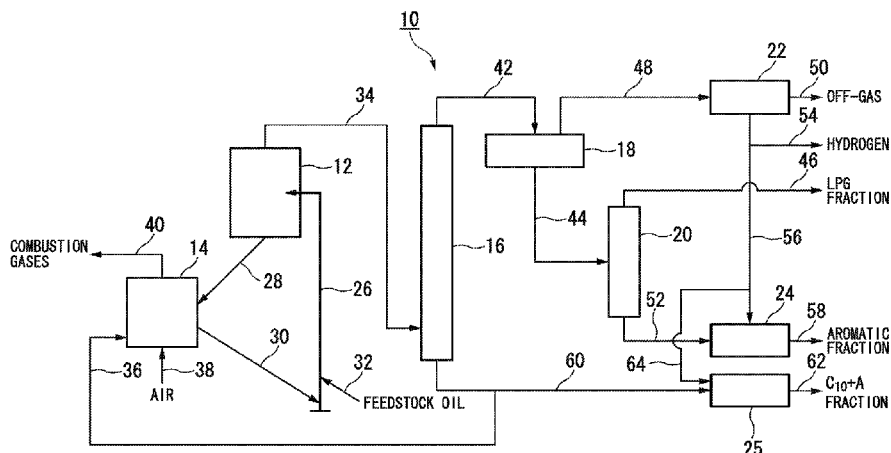 10
22
42
48
50
OFF-GAS
34
54
HYDROGEN
18
46
LPG
FRACTION
12
44
20
40
COMBUSTION
GASES
14
16
56
28
26
24
52
58
AROMATIC
FRACTION
30
64
36
38
AIR
32
FEEDSTOCK OIL
60
62
C10+A
FRACTION
25